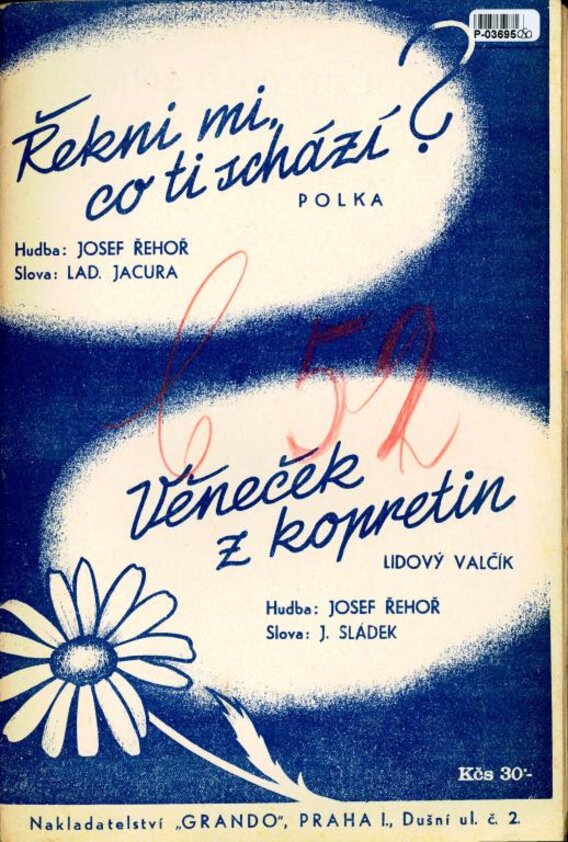 P-03695
Řekni mi,
co ti schází?
POLKA
Hudba: JOSEF ŘEHOŘ
Slova: LAD. JACURA
52
Věneček
z kopretin
LIDOVÝ VALČÍK
Hudba: JOSEF ŘEHOŘ
Slova: J. SLÁDEK
Kčs 30·-
Nakladatelství „GRANDO", PRAHA I., Dušní ul. č. 2.